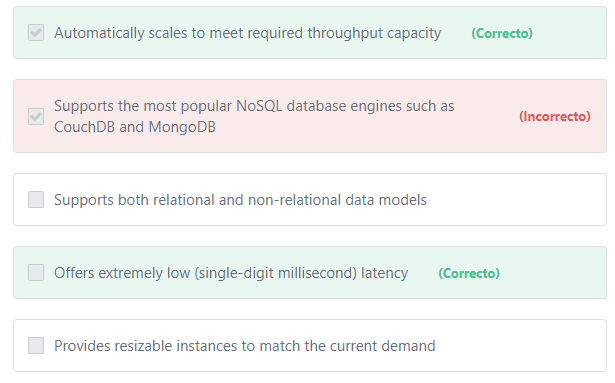 Automatically scales to meet required throughput capacity (Correcto)
Supports the most popular NoSQL database engines such as
CouchDB and MongoDB (Incorrecto)
Supports both relational and non-relational data models
Offers extremely low (single-digit millisecond) latency (Correcto)
Provides resizable instances to match the current demand